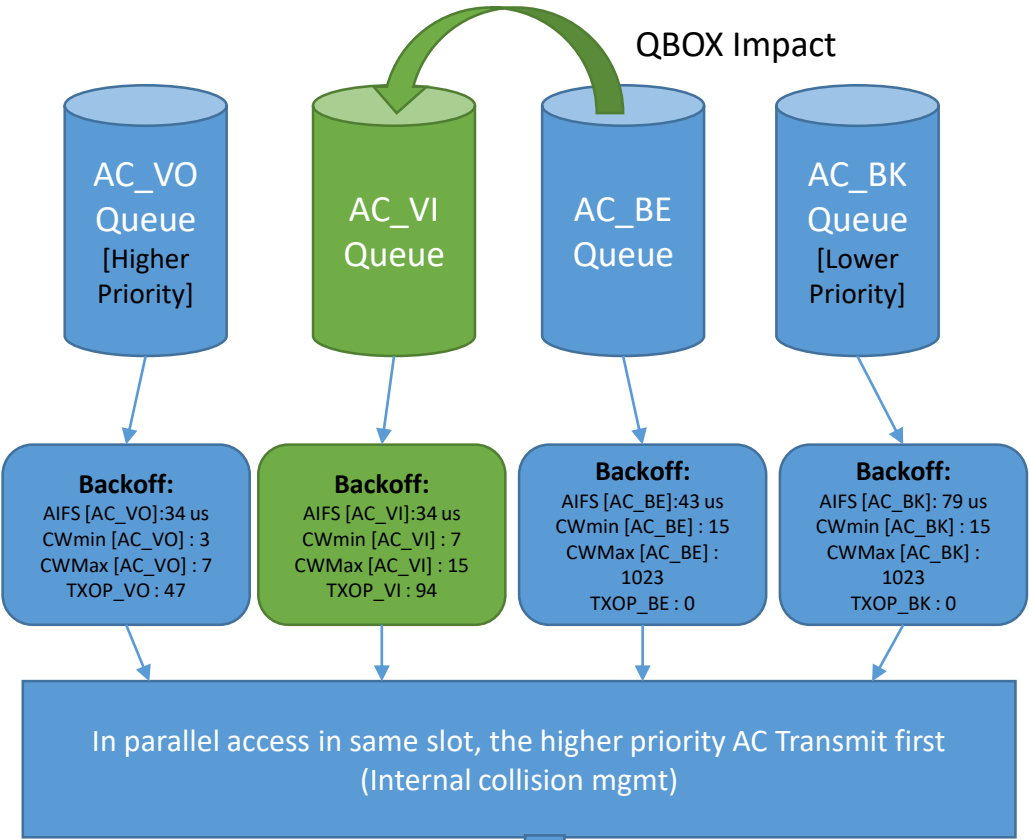 QBOX Impact
AC_VO
Queue
[Higher
Priority]
AC_VI
Queue
AC_BE
Queue
AC_BK
Queue
[Lower
Priority]
Backoff:
AIFS [AC_VO]:34 us
CWmin [AC_VO] : 3
CWMax [AC_VO] : 7
TXOP_VO : 47
Backoff:
AIFS [AC_VI]:34 us
CWmin [AC_VI] : 7
CWMax [AC_VI] : 15
TXOP_VI : 94
Backoff:
AIFS [AC_BE]:43 us
CWmin [AC_BE] : 15
CWMax [AC_BE] :
1023
TXOP_BE : 0
Backoff:
AIFS [AC_BK]: 79 us
CWmin [AC_BK] : 15
CWMax [AC_BK] :
1023
TXOP_BK : 0
In parallel access in same slot, the higher priority AC Transmit first
(Internal collision mgmt)